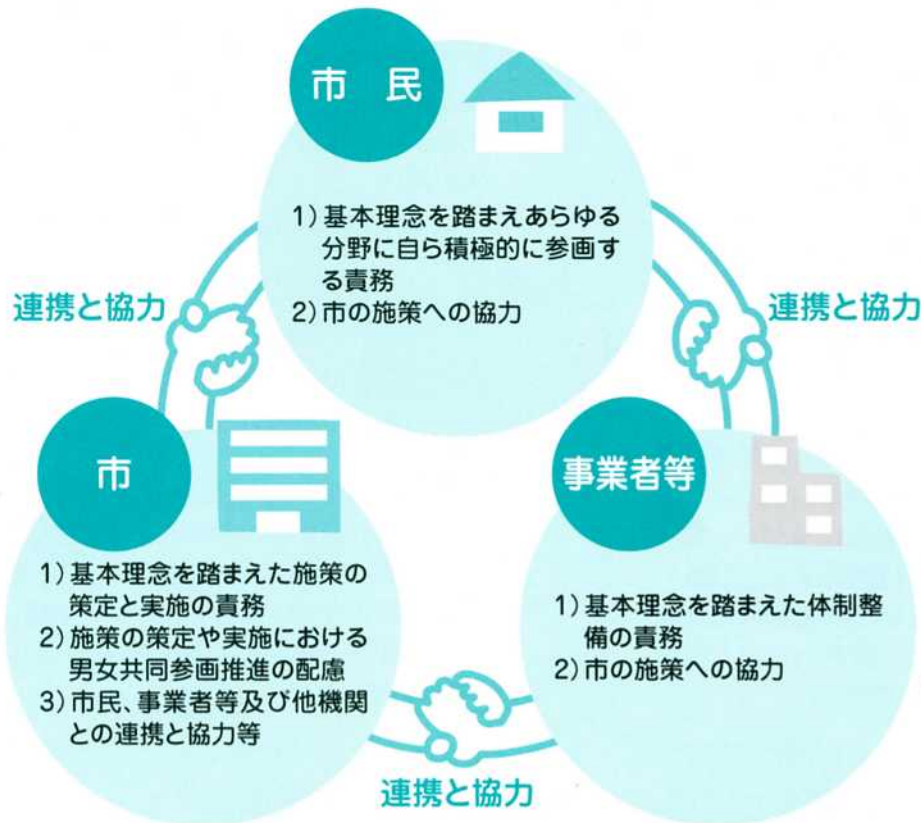 市 民
1)基本理念を踏まえあらゆる
分野に自ら積極的に参画す
る責務
2)市の施策への協力
連携と協力
連携と協力
市
1)基本理念を踏まえた施策の
策定と実施の責務
2)施策の策定や実施における
男女共同参画推進の配慮
3)市民、事業者等及び他機関
との連携と協力等
事業者等
1)基本理念を踏まえた体制整
備の責務
2)市の施策への協力
連携と協力